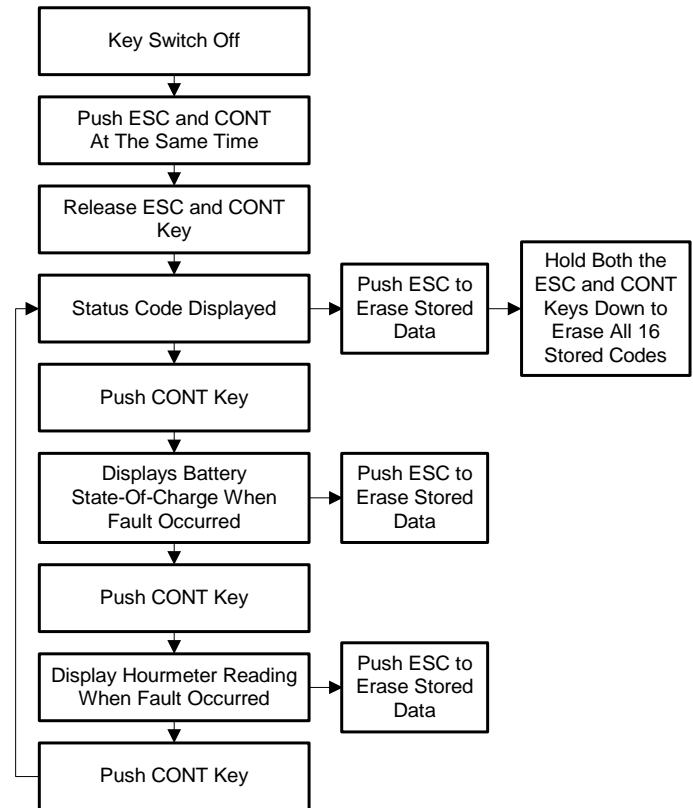 Key Switch Off
Push ESC and CONT
At The Same Time
Release ESC and CONT
Key
Status Code Displayed
Push ESC to
Erase Stored
Data
Hold Both the
ESC and CONT
Keys Down to
Erase All 16
Stored Codes
Push CONT Key
Displays Battery
State-Of-Charge When
Fault Occurred
Push ESC to
Erase Stored
Data
Push CONT Key
Display Hourmeter Reading
When Fault Occurred
Push ESC to
Erase Stored
Data
Push CONT Key